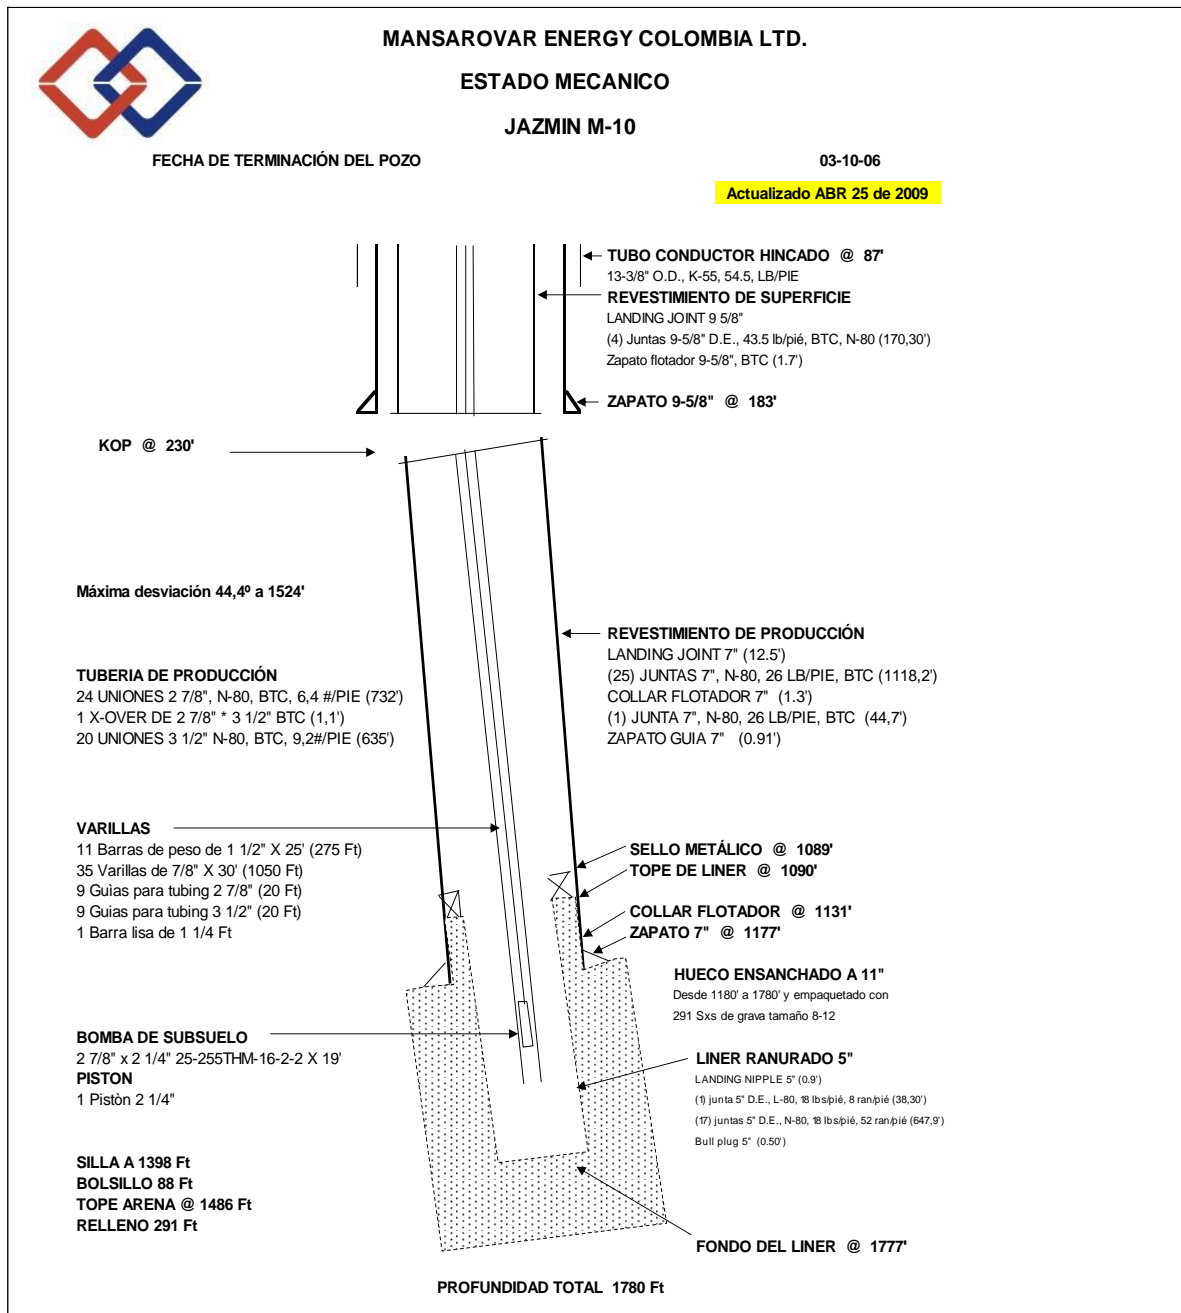 MANSAROVAR ENERGY COLOMBIA LTD.
ESTADO MECANICO
JAZMIN M-10
FECHA DE TERMINACIÓN DEL POZO 03-10-06
Actualizado ABR 25 de 2009
TUBO CONDUCTOR HINCADO @ 87'
13-3/8" O.D., K-55, 54.5, LB/PIE
REVESTIMIENTO DE SUPERFICIE
LANDING JOINT 9 5/8"
(4) Juntas 9-5/8" D.E., 43.5 lb/pié, BTC, N-80 (170,30')
Zapato flotador 9-5/8", BTC (1.7')
ZAPATO 9-5/8" @ 183'
KOP @ 230'
Máxima desviación 44,4º a 1524'
REVESTIMIENTO DE PRODUCCIÓN
LANDING JOINT 7" (12.5')
(25) JUNTAS 7", N-80, 26 LB/PIE, BTC (1118,2')
COLLAR FLOTADOR 7" (1.3')
(1) JUNTA 7", N-80, 26 LB/PIE, BTC (44,7')
ZAPATO GUIA 7" (0.91')
TUBERIA DE PRODUCCIÓN
24 UNIONES 2 7/8", N-80, BTC, 6,4 #/PIE (732')
1 X-OVER DE 2 7/8" * 3 1/2" BTC (1,1')
20 UNIONES 3 1/2" N-80, BTC, 9,2#/PIE (635')
VARILLAS
11 Barras de peso de 1 1/2" X 25' (275 Ft)
35 Varillas de 7/8" X 30' (1050 Ft)
9 Guìas para tubing 2 7/8" (20 Ft)
9 Guias para tubing 3 1/2" (20 Ft)
1 Barra lisa de 1 1/4 Ft
SELLO METÁLICO @ 1089'
TOPE DE LINER @ 1090'
COLLAR FLOTADOR @ 1131'
ZAPATO 7" @ 1177'
HUECO ENSANCHADO A 11"
Desde 1180' a 1780' y empaquetado con
291 Sxs de grava tamaño 8-12
BOMBA DE SUBSUELO
2 7/8" x 2 1/4" 25-255THM-16-2-2 X 19'
PISTON
1 Pistòn 2 1/4"
LINER RANURADO 5"
LANDING NIPPLE 5" (0.9')
(1) junta 5" D.E., L-80, 18 lbs/pié, 8 ran/pié (38,30')
(17) juntas 5" D.E., N-80, 18 lbs/pié, 52 ran/pié (647,9')
Bull plug 5" (0.50')
SILLA A 1398 Ft
BOLSILLO 88 Ft
TOPE ARENA @ 1486 Ft
RELLENO 291 Ft
FONDO DEL LINER @ 1777'
PROFUNDIDAD TOTAL 1780 Ft